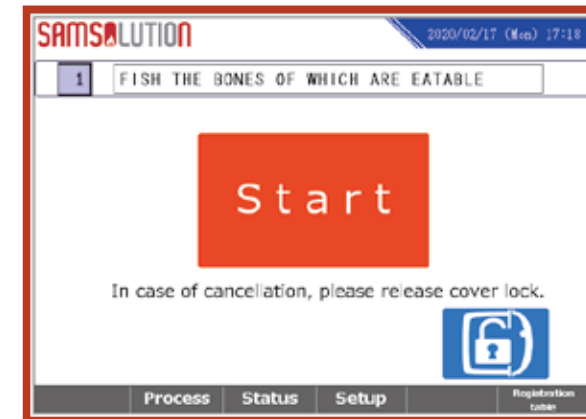 SAMSOLUTION
2020/02/17 (Mon) 17:18
1 FISH THE BONES OF WHICH ARE EATABLE
Start
In case of cancellation, please release cover lock.
Process Status Setup Registration table